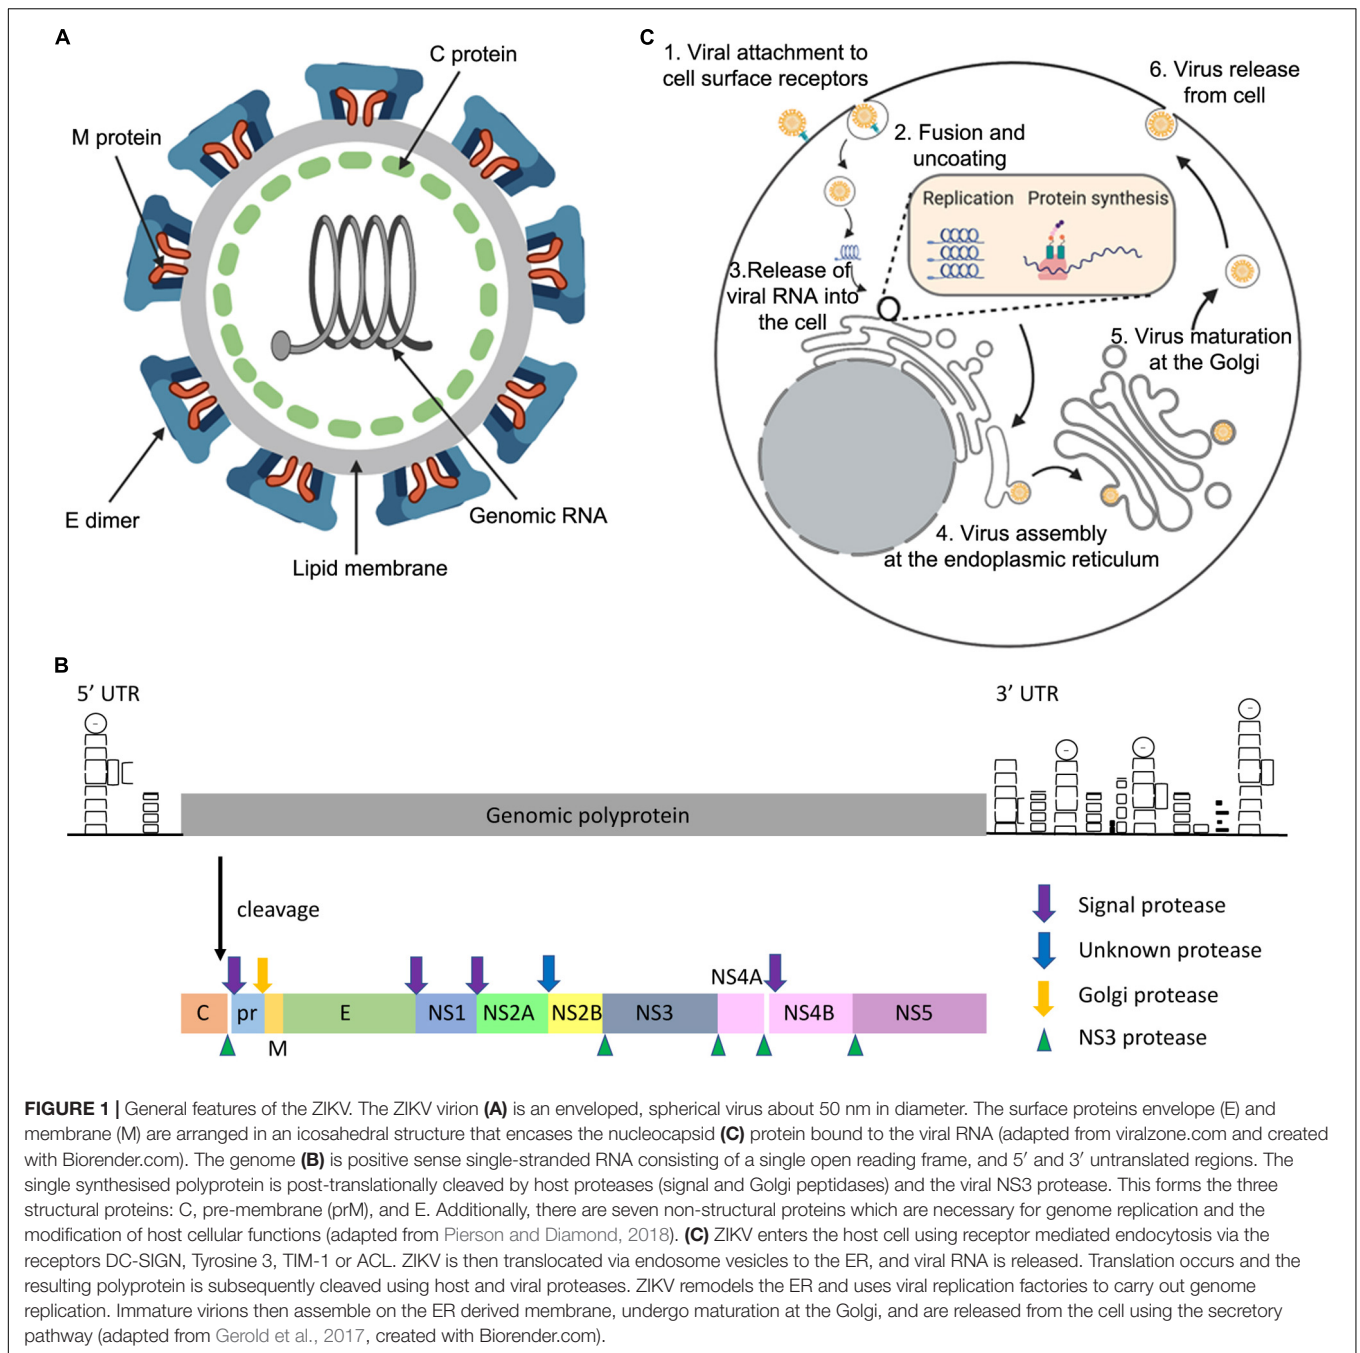 A
C protein
M protein
E dimer
Genomic RNA
Lipid membrane
C
1. Viral attachment to
cell surface receptors
2. Fusion and
uncoating
Replication
Protein synthesis
3.Release of
viral RNA into
the cell
4. Virus assembly
at the endoplasmic reticulum
5. Virus maturation
at the Golgi
6. Virus release
from cell
B
5′ UTR
3′ UTR
Genomic polyprotein
cleavage
Signal protease
Unknown protease
Golgi protease
NS3 protease
NS4A
C pr E NS1 NS2A NS2B NS3 NS4B NS5
M
FIGURE 1 | General features of the ZIKV. The ZIKV virion (A) is an enveloped, spherical virus about 50 nm in diameter. The surface proteins envelope (E) and
membrane (M) are arranged in an icosahedral structure that encases the nucleocapsid (C) protein bound to the viral RNA (adapted from viralzone.com and created
with Biorender.com). The genome (B) is positive sense single-stranded RNA consisting of a single open reading frame, and 5′ and 3′ untranslated regions. The
single synthesised polyprotein is post-translationally cleaved by host proteases (signal and Golgi peptidases) and the viral NS3 protease. This forms the three
structural proteins: C, pre-membrane (prM), and E. Additionally, there are seven non-structural proteins which are necessary for genome replication and the
modification of host cellular functions (adapted from Pierson and Diamond, 2018). (C) ZIKV enters the host cell using receptor mediated endocytosis via the
receptors DC-SIGN, Tyrosine 3, TIM-1 or ACL. ZIKV is then translocated via endosome vesicles to the ER, and viral RNA is released. Translation occurs and the
resulting polyprotein is subsequently cleaved using host and viral proteases. ZIKV remodels the ER and uses viral replication factories to carry out genome
replication. Immature virions then assemble on the ER derived membrane, undergo maturation at the Golgi, and are released from the cell using the secretory
pathway (adapted from Gerold et al., 2017, created with Biorender.com).